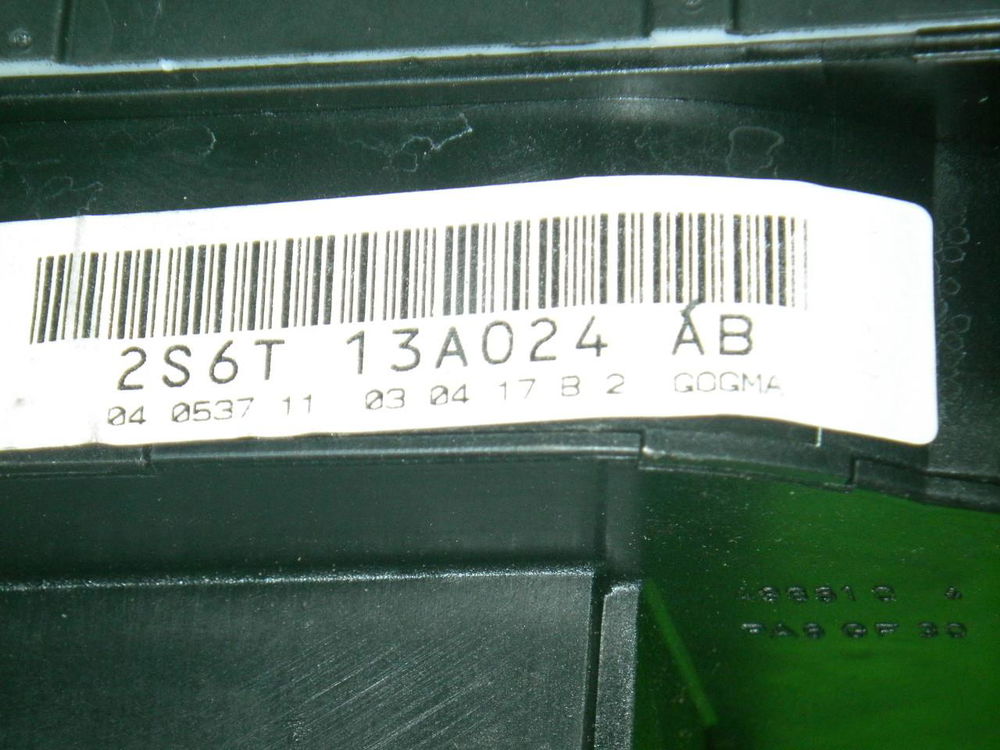 2S6T 13A024 AB
04 0537 11 03 04 17 B 2 GOGMA